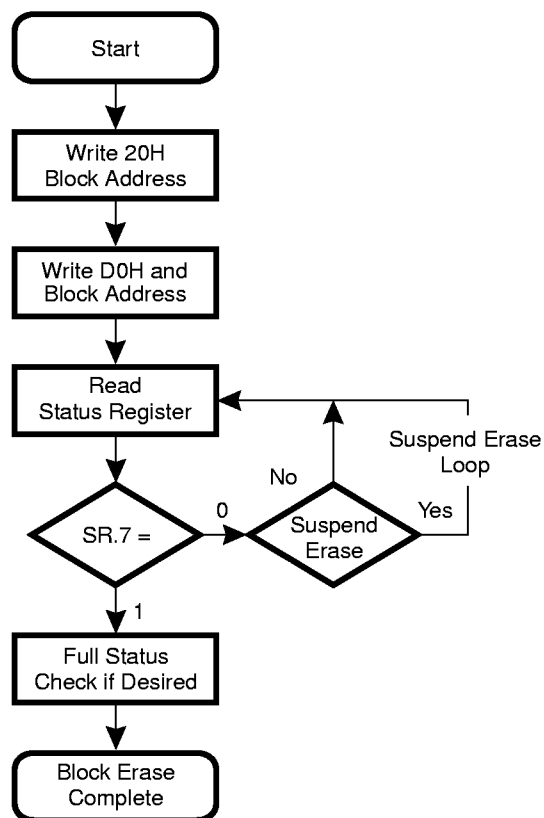 Start
Write 20H
Block Address
Write D0H and
Block Address
Read
Status Register
Suspend Erase
Loop
No
Yes
0
SR.7 =
Suspend
Erase
1
Full Status
Check if Desired
Block Erase
Complete